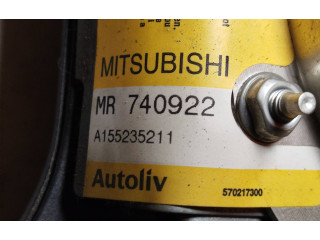 MITSUBISHI
MR 740922
A155235211
Autoliv
570217300